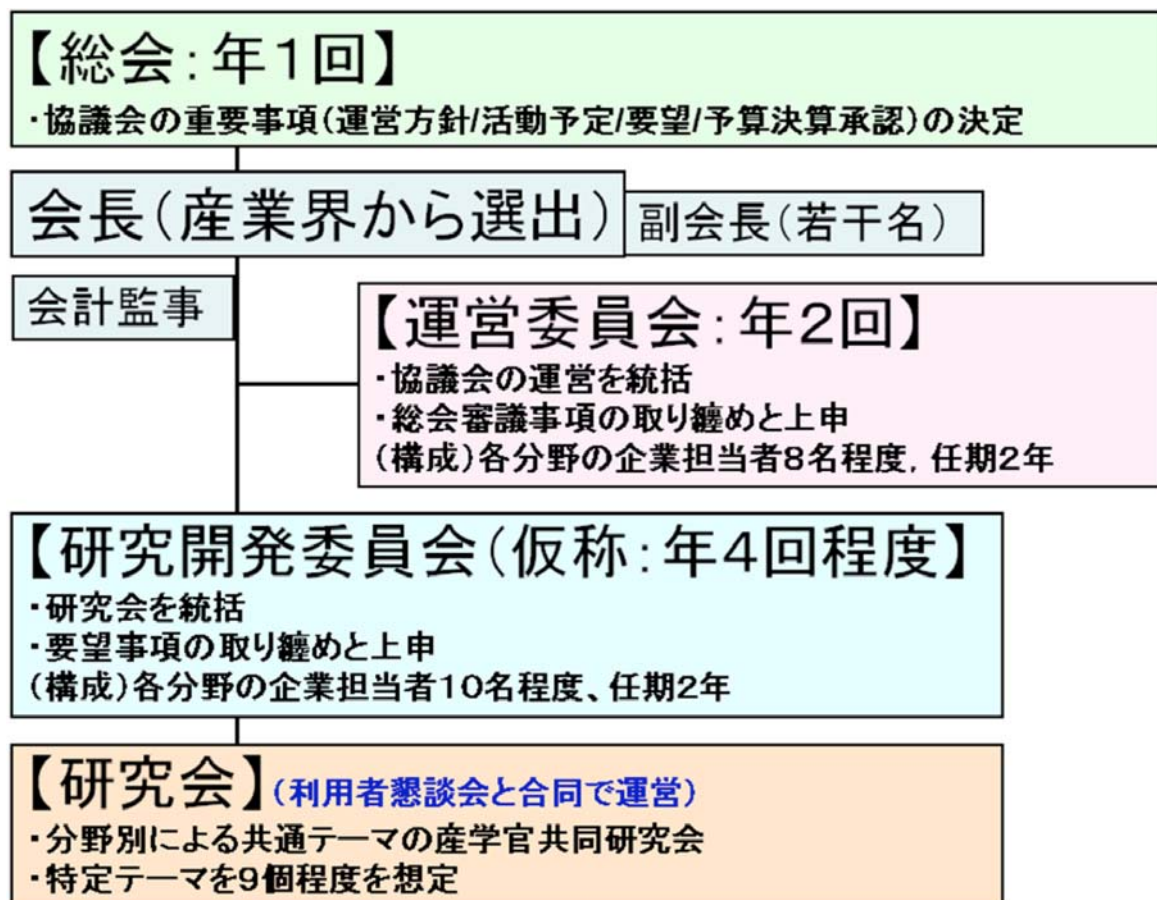 【総会:年1回】
・協議会の重要事項(運営方針/活動予定/要望/予算決算承認)の決定
会長(産業界から選出)
副会長(若干名)
会計監事
【運営委員会:年2回】
・協議会の運営を統括
・総会審議事項の取り纏めと上申
(構成)各分野の企業担当者8名程度, 任期2年
【研究開発委員会(仮称:年4回程度】
・研究会を統括
・要望事項の取り纏めと上申
(構成)各分野の企業担当者10名程度、任期2年
【研究会】(利用者懇談会と合同で運営)
・分野別による共通テーマの産学官共同研究会
・特定テーマを9個程度を想定